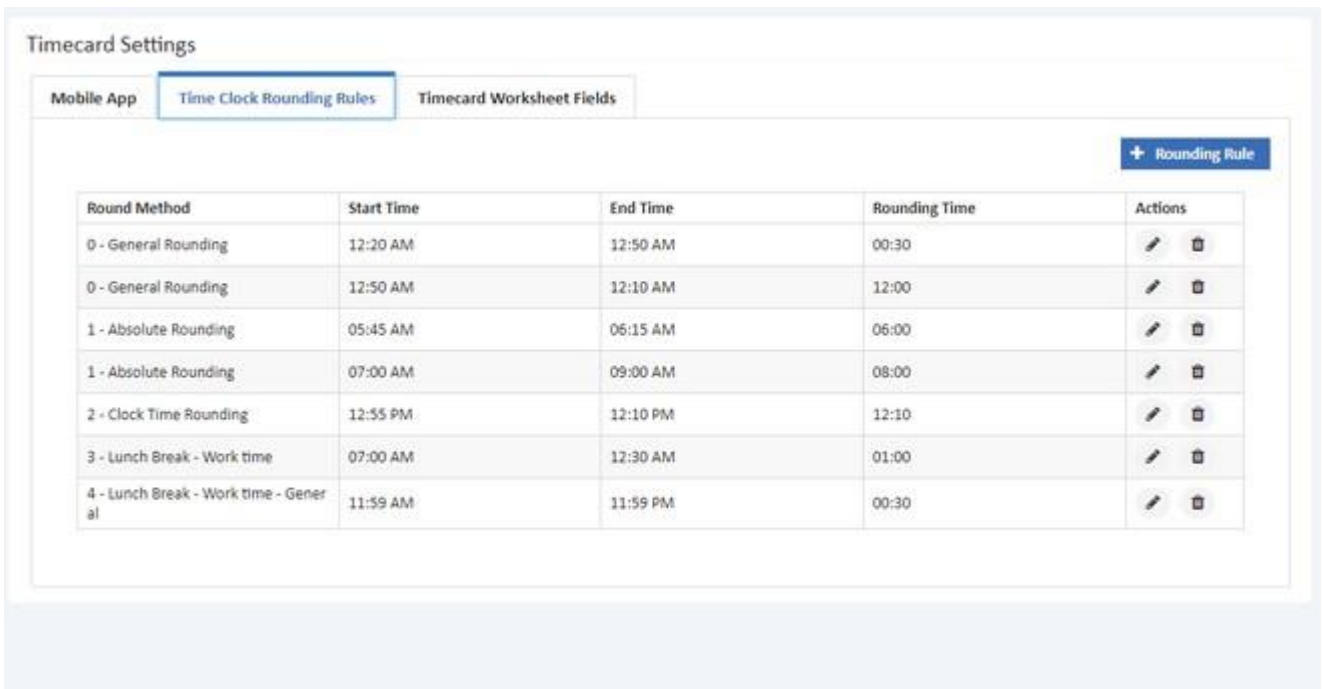 Timecard Settings
Mobile App Time Clock Rounding Rules Timecard Worksheet Fields
+ Rounding Rule
Round Method Start Time End Time Rounding Time Actions
0 - General Rounding 12:20 AM 12:50 AM 00:30
0 - General Rounding 12:50 AM 12:10 AM 12:00
1 - Absolute Rounding 05:45 AM 06:15 AM 06:00
1 - Absolute Rounding 07:00 AM 09:00 AM 08:00
2 - Clock Time Rounding 12:55 PM 12:10 PM 12:10
3 - Lunch Break - Work time 07:00 AM 12:30 AM 01:00
4 - Lunch Break - Work time - Gener
al 11:59 AM 11:59 PM 00:30